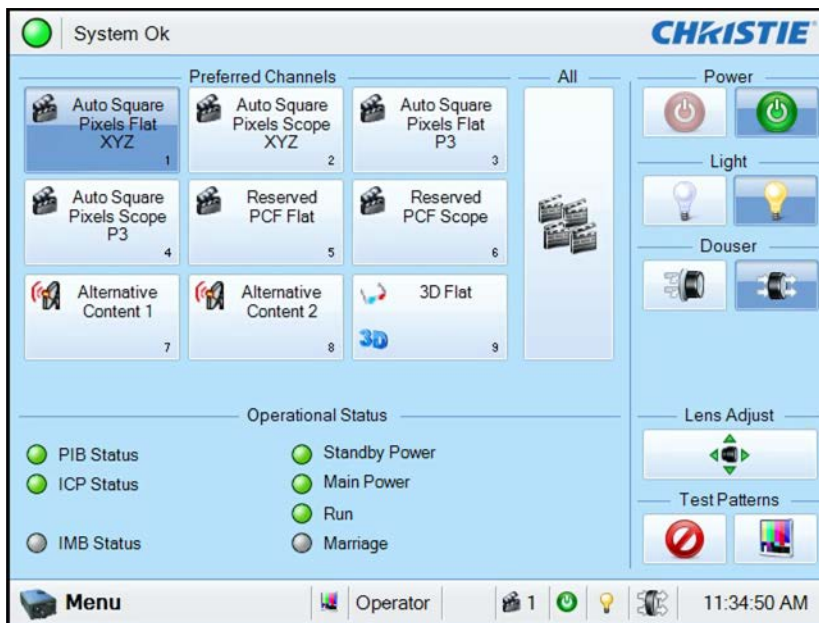 System Ok
CHRISTIE
Preferred Channels
All
Power
Auto Square
Pixels Flat
XYZ
1
Auto Square
Pixels Scope
XYZ
2
Auto Square
Pixels Flat
P3
3
Light
Auto Square
Pixels Scope
P3
4
Reserved
PCF Flat
5
Reserved
PCF Scope
6
Douser
Alternative
Content 1
7
Alternative
Content 2
8
3D Flat
3D
9
Operational Status
Lens Adjust
PIB Status
Standby Power
ICP Status
Main Power
Run
Test Patterns
IMB Status
Marriage
Menu
Operator
1
11:34:50 AM